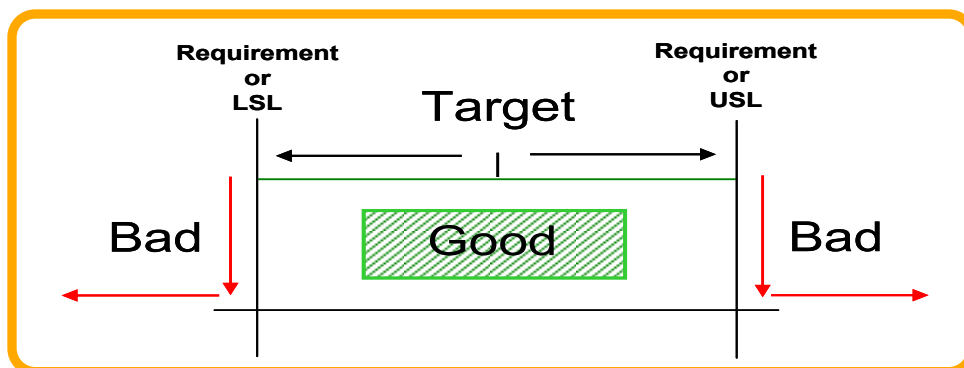 Requirement
or
LSL
Requirement
or
USL
Target
Bad
Good
Bad